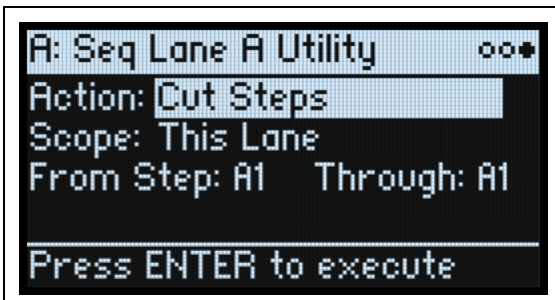 A: Seq Lane A Utility
Action: Cut Steps
Scope: This Lane
From Step: A1 Through: A1
Press ENTER to execute